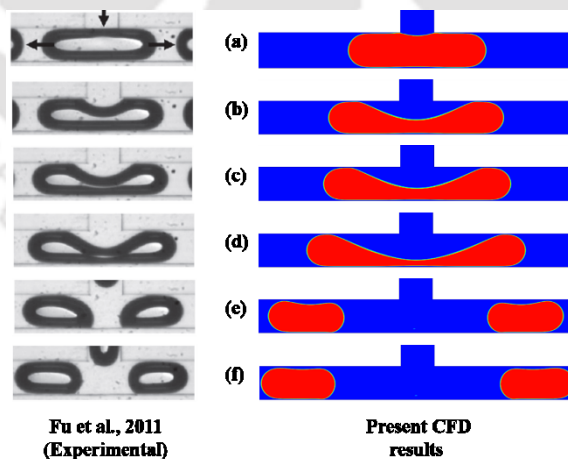 (a)
(b)
(c)
(d)
(e)
(f)
Fu et al., 2011
(Experimental)
Present CFD
results